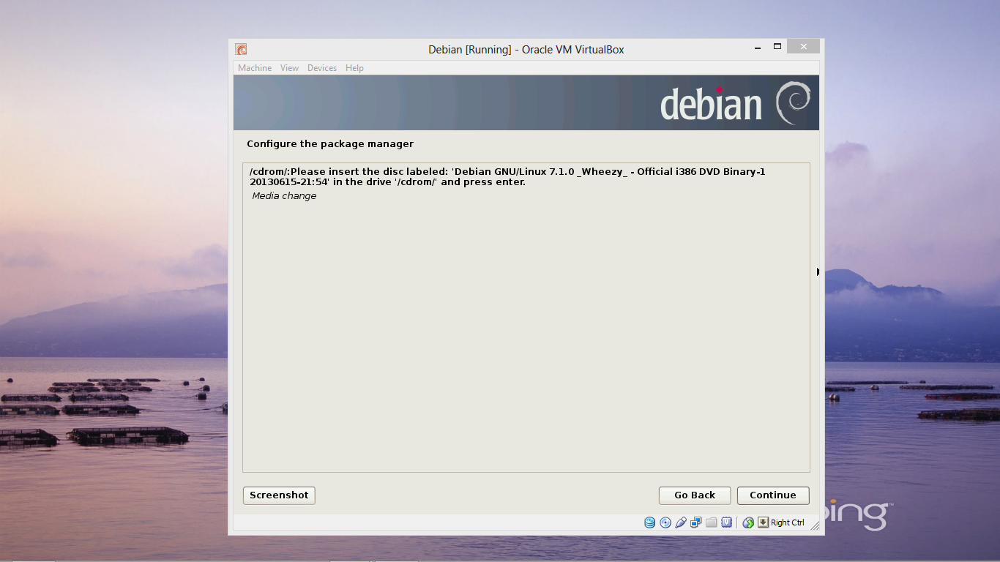 Debian [Running] - Oracle VM VirtualBox
Machine View Devices Help
debian
Configure the package manager
/cdrom/:Please insert the disc labeled: 'Debian GNU/Linux 7.1.0 _Wheezy_ - Official i386 DVD Binary-1
20130615-21:54' in the drive '/cdrom/' and press enter.
Media change
Screenshot Go Back Continue
Right Ctrl
bing™